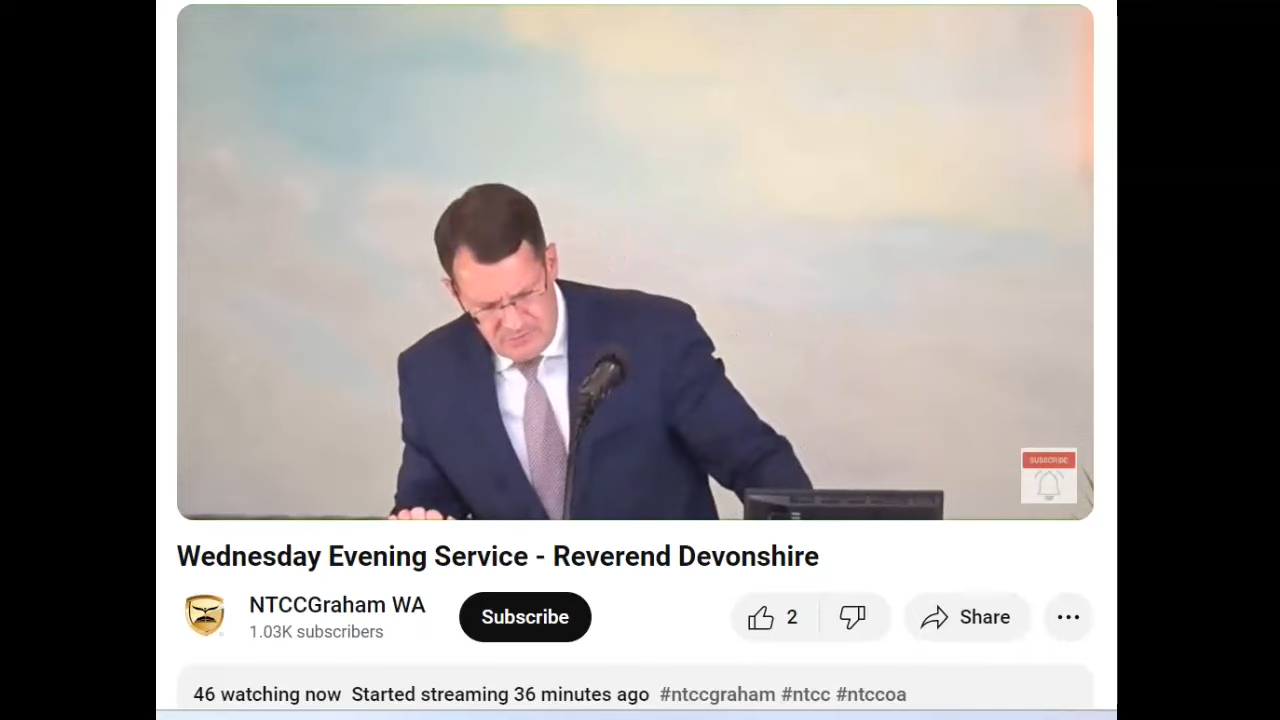 SUBSCRIBE
Wednesday Evening Service - Reverend Devonshire
NTCCGraham WA
1.03K subscribers
Subscribe
2
Share
46 watching now Started streaming 36 minutes ago #ntccgraham #ntcc #ntccoa